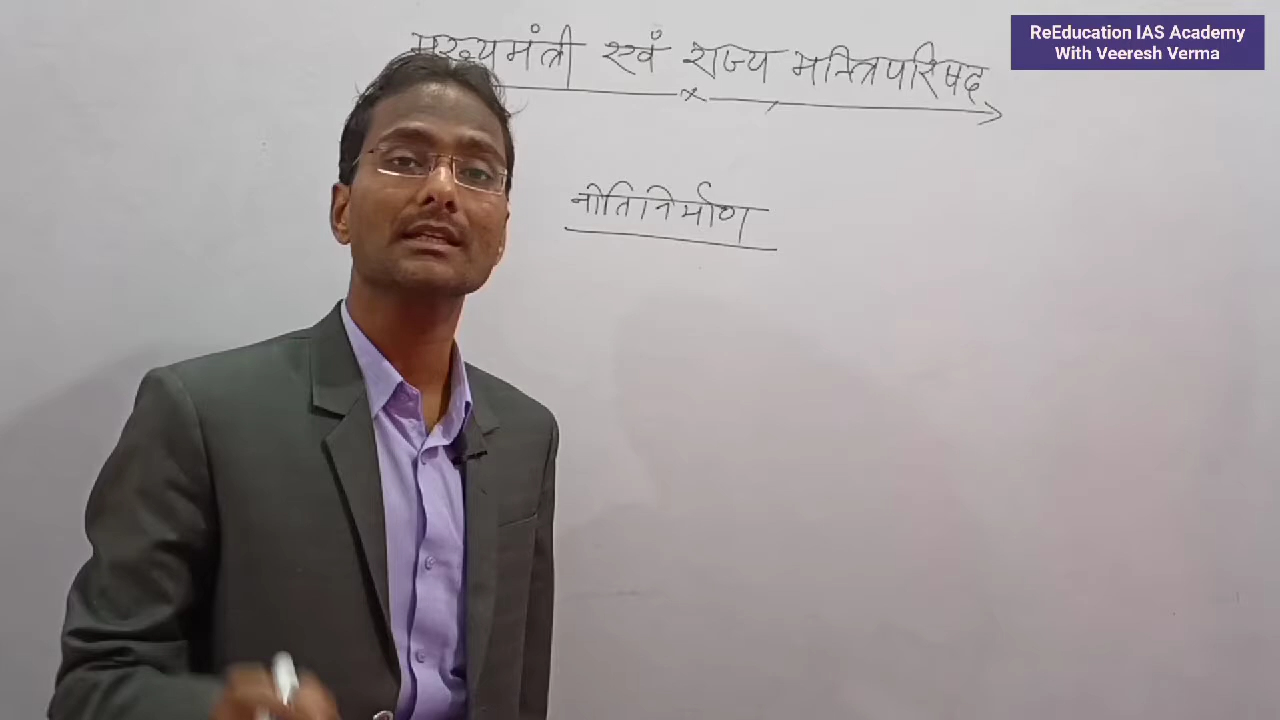 ReEducation IAS Academy
With Veeresh Verma
मुख्यमंत्री एवं राज्य मन्त्रिपरिषद
नीतिनिर्माण